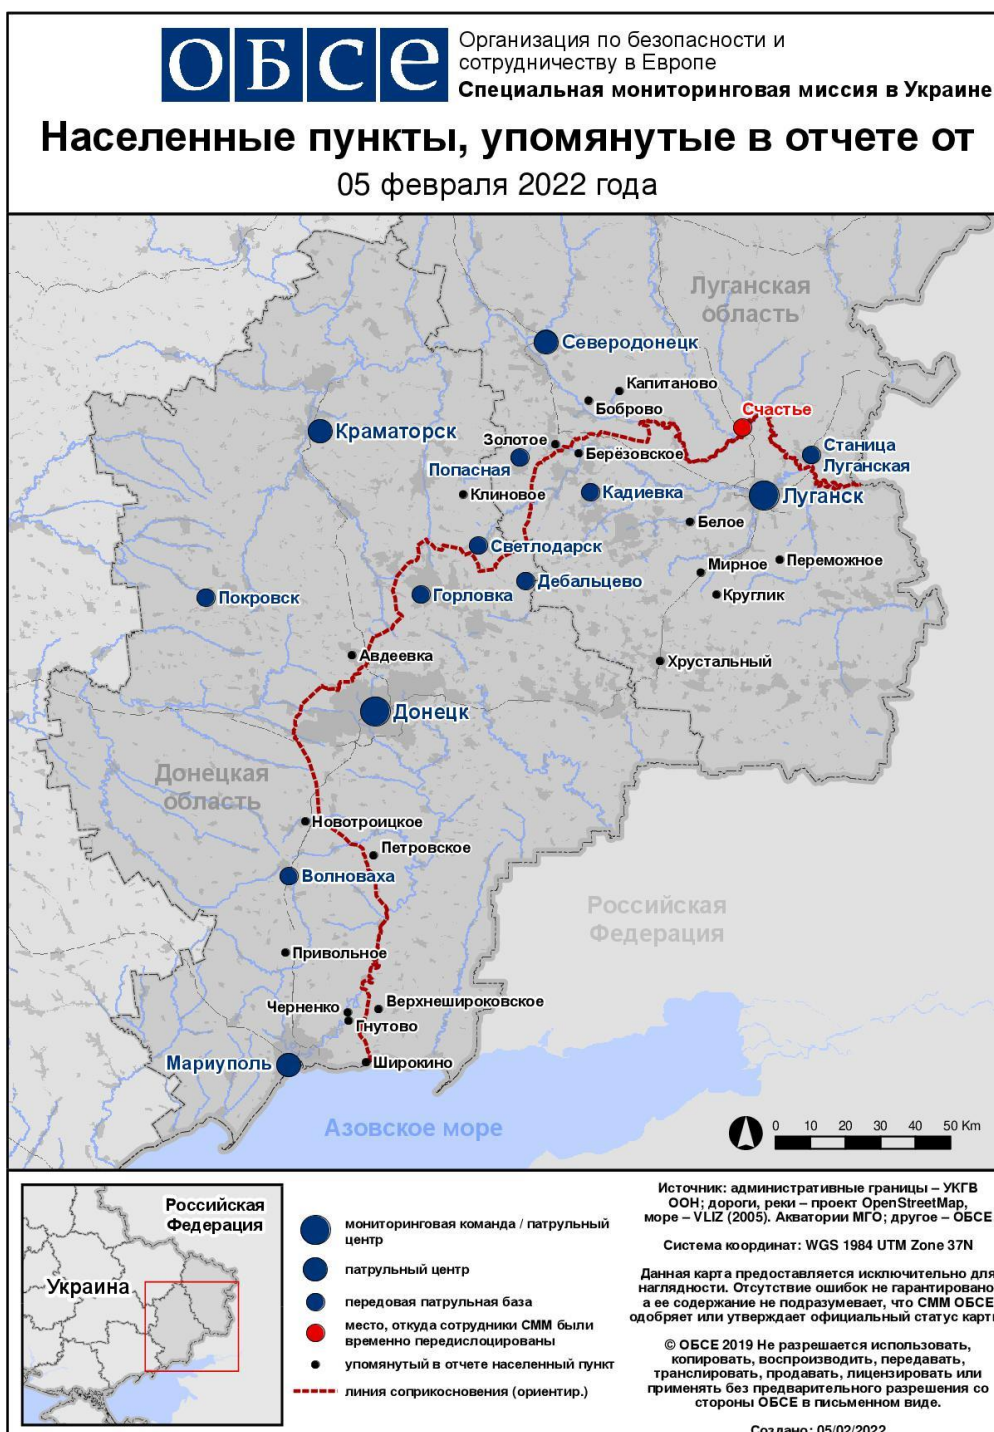 ОБСЕ
Организация по безопасности и
сотрудничеству в Европе
Специальная мониторинговая миссия в Украине
Населенные пункты, упомянутые в отчете от
05 февраля 2022 года
Луганская
область
Северодонецк
Капитаново
Боброво
Счастье
Краматорск
Золотое
Берёзовское
Станица
Луганская
Попасная
Клиновое
Кадиевка
Луганск
Белое
Светлодарск
Переможное
Мирное
Дебальцево
Горловка
Круглик
Покровск
Авдеевка
Хрустальный
Донецк
Донецкая
область
Новотроицкое
Петровское
Волноваха
Российская
Федерация
Привольное
Черненко
Верхнешироковское
Гнутово
Мариуполь
Широкино
Азовское море
0 10 20 30 40 50 Km
Российская
Федерация
Украина
мониторинговая команда / патрульный
центр
патрульный центр
передовая патрульная база
место, откуда сотрудники СММ были
временно передислоцированы
упомянутый в отчете населенный пункт
линия соприкосновения (ориентир.)
Источник: административные границы – УКГВ
ООН; дороги, реки – проект OpenStreetMap,
море – VLIZ (2005). Акватории МГО; другое – ОБСЕ
Система координат: WGS 1984 UTM Zone 37N
Данная карта предоставляется исключительно для
наглядности. Отсутствие ошибок не гарантировано,
а ее содержание не подразумевает, что СММ ОБСЕ
одобряет или утверждает официальный статус карты
© ОБСЕ 2019 Не разрешается использовать,
копировать, воспроизводить, передавать,
транслировать, продавать, лицензировать или
применять без предварительного разрешения со
стороны ОБСЕ в письменном виде.
Создано: 05/02/2022